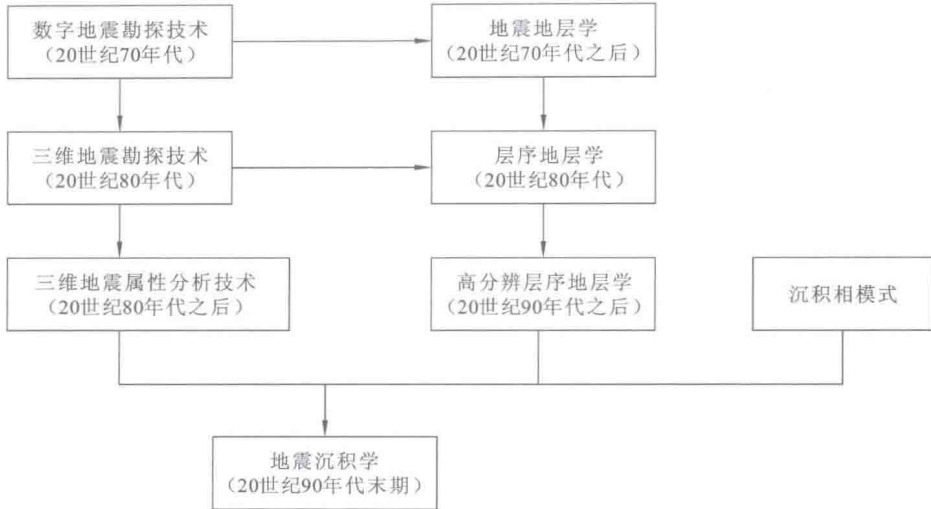 数字地震勘探技术
（20世纪70年代）
地震地层学
（20世纪70年代之后）
三维地震勘探技术
（20世纪80年代）
层序地层学
（20世纪80年代）
三维地震属性分析技术
（20世纪80年代之后）
高分辨层序地层学
（20世纪90年代之后）
沉积相模式
地震沉积学
（20世纪90年代末期）